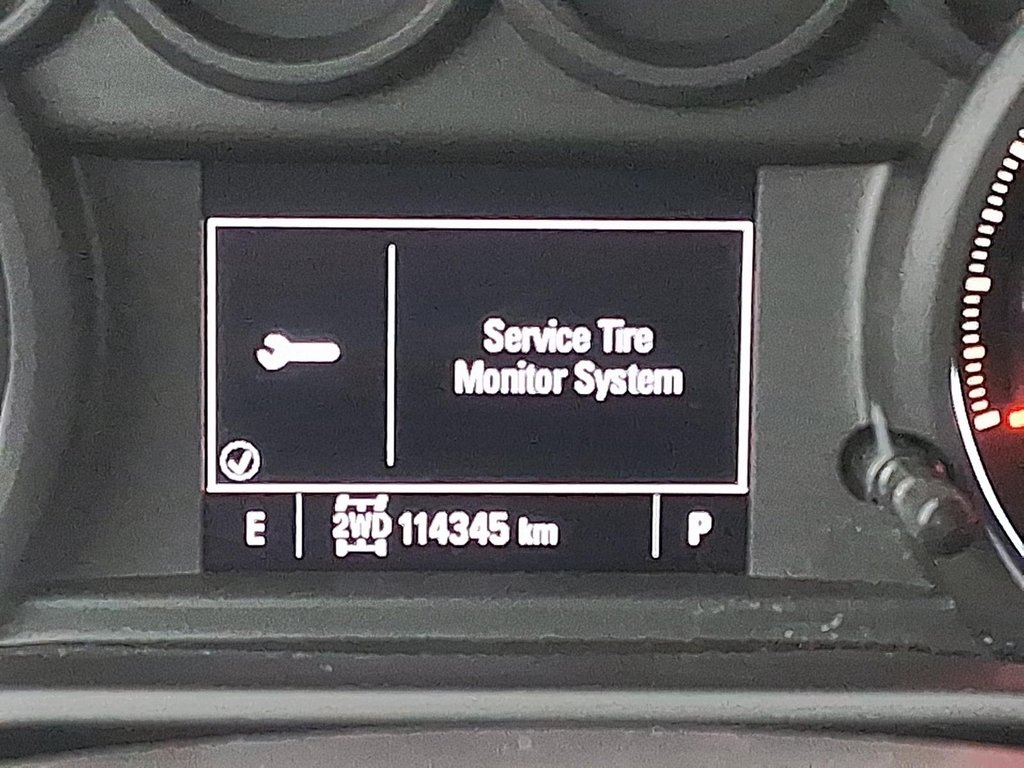 Service Tire
Monitor System
E 2WD 114345 km P